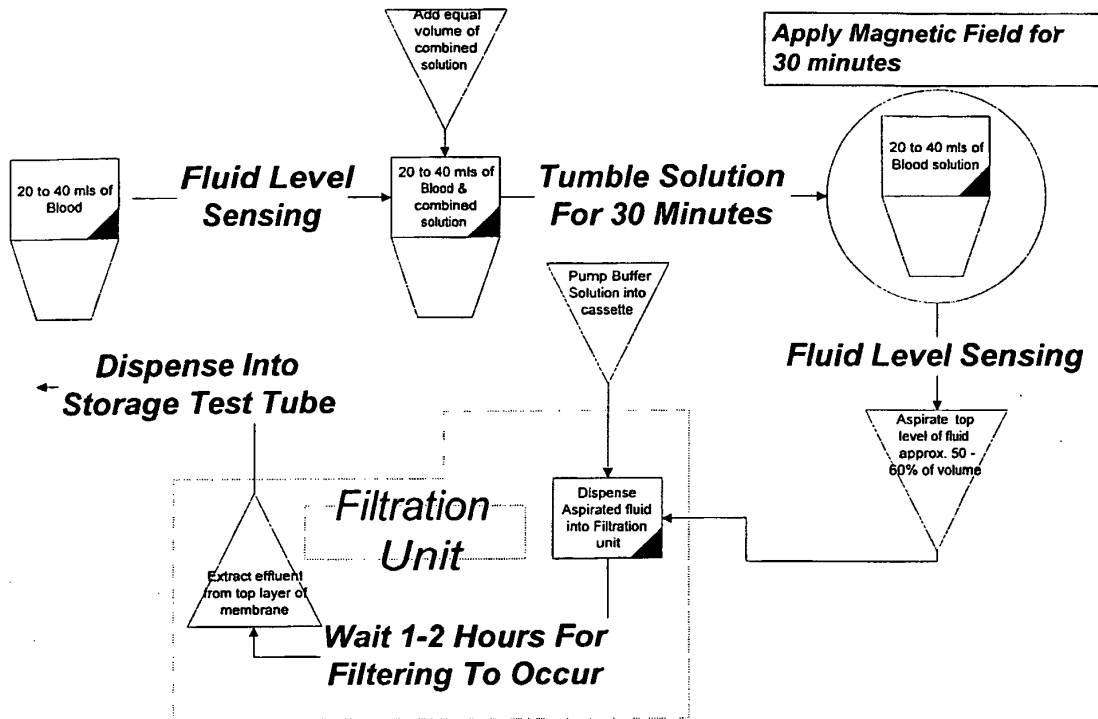 Add equal
volume of
combined
solution
Apply Magnetic Field for
30 minutes
20 to 40 mls of
Blood
Fluid Level
Sensing
20 to 40 mls of
Blood &
combined
solution
Tumble Solution
For 30 Minutes
20 to 40 mls of
Blood solution
Pump Buffer
Solution into
cassette
Fluid Level Sensing
Dispense Into
Storage Test Tube
Aspirate top
level of fluid
approx. 50 -
60% of volume
Filtration
Unit
Dispense
Aspirated fluid
into Filtration
unit
Extract effluent
from top layer of
membrane
Wait 1-2 Hours For
Filtering To Occur